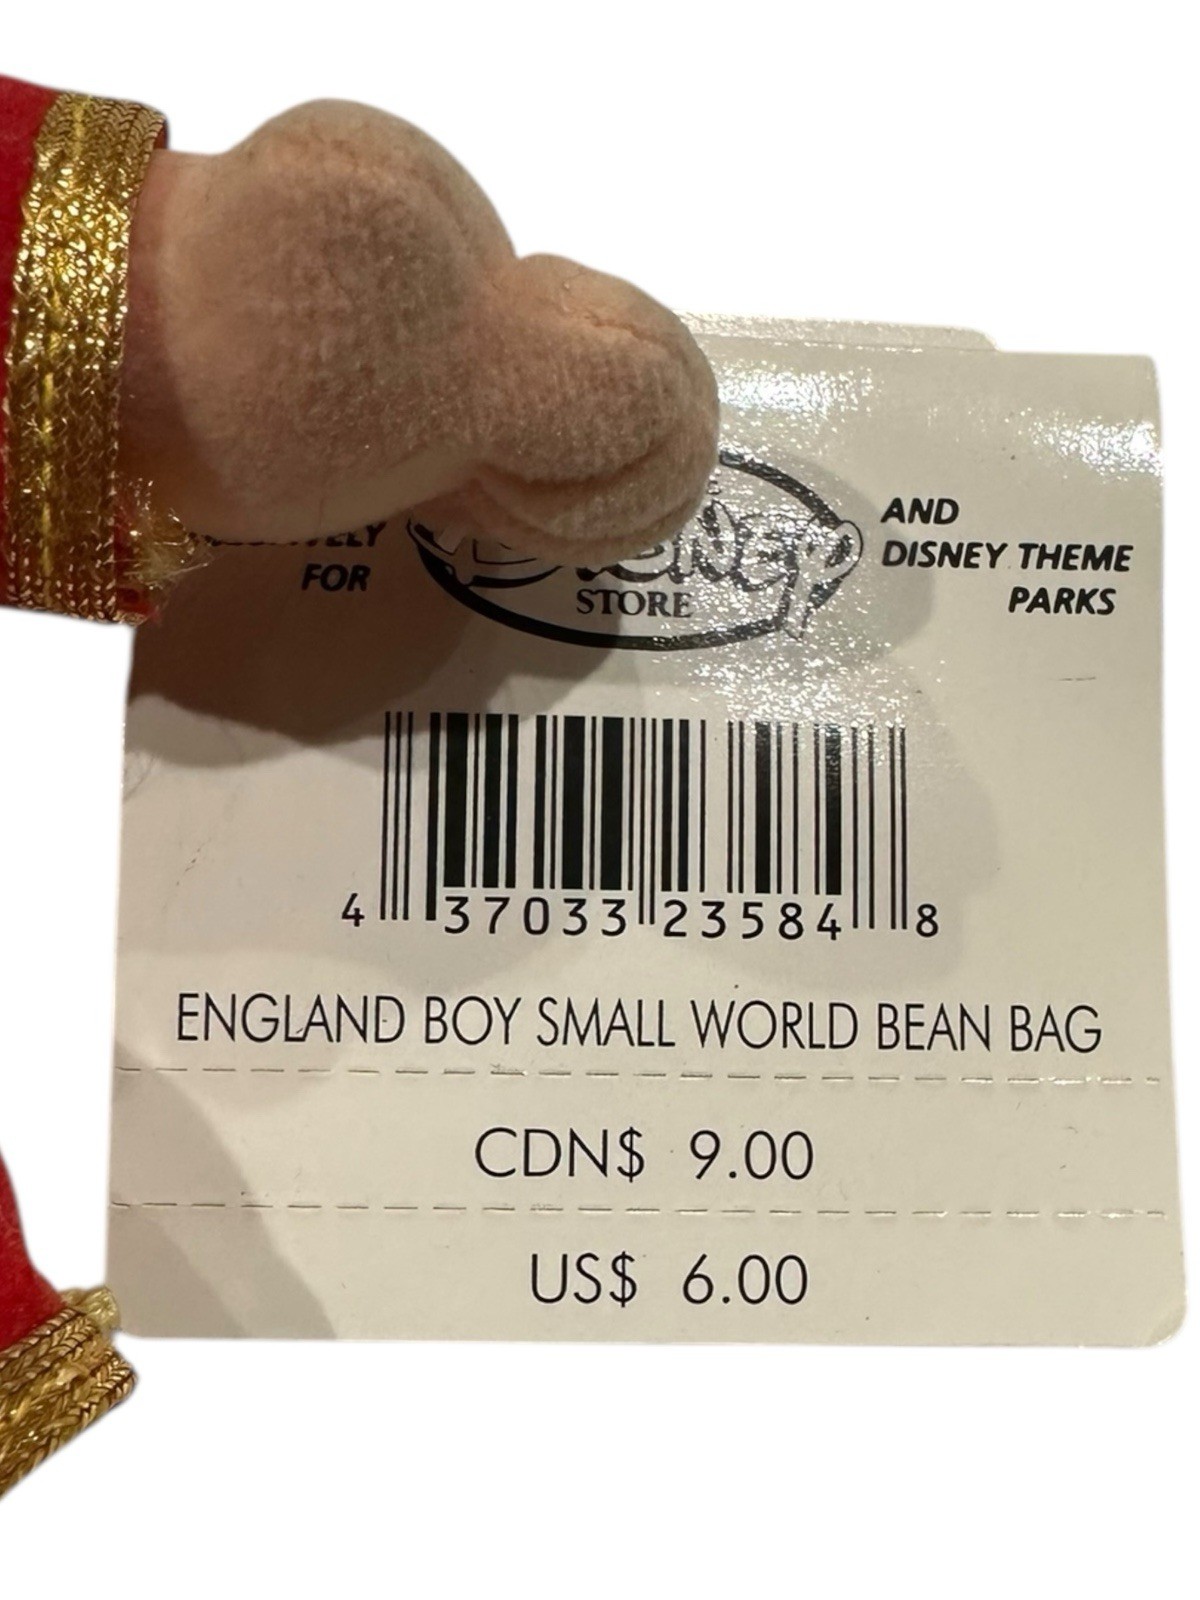 AND
DISNEY THEME
PARKS
FOR
STORE
4 37033 23584 8
ENGLAND BOY SMALL WORLD BEAN BAG
CDN$ 9.00
US$ 6.00